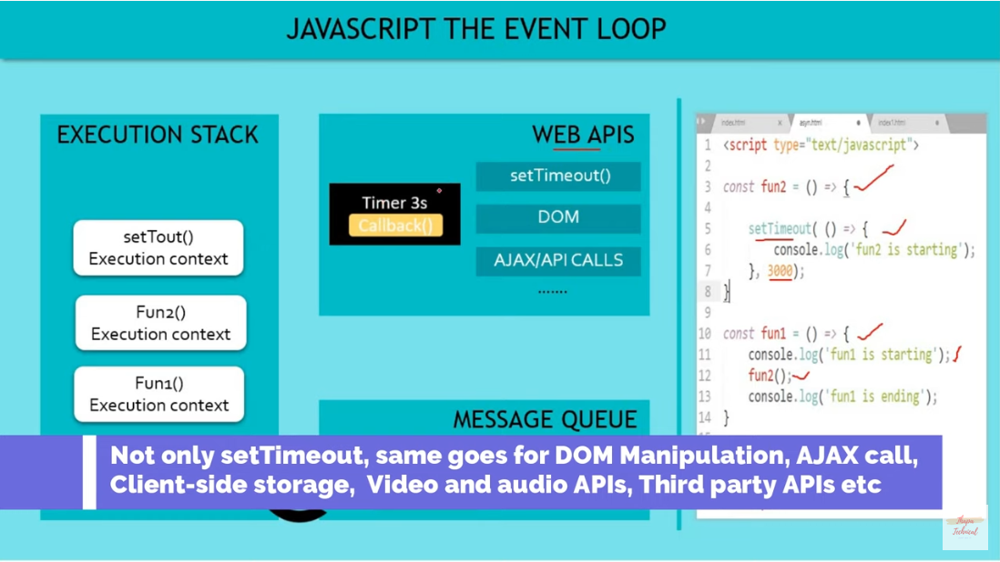 JAVASCRIPT THE EVENT LOOP
EXECUTION STACK
setTout()
Execution context
Fun2()
Execution context
Fun1()
Execution context
WEB APIS
Timer 3s
Callback()
setTimeout()
DOM
AJAX/API CALLS
.......
MESSAGE QUEUE
index.html x asyn.html index1.html
1 <script type="text/javascript">
2
3 const fun2 = () => {
4
5 setTimeout( () => {
6 console.log('fun2 is starting');
7 }, 3000);
8 }
9
10 const fun1 = () => {
11 console.log('fun1 is starting');
12 fun2();
13 console.log('fun1 is ending');
14 }
Not only setTimeout, same goes for DOM Manipulation, AJAX call,
Client-side storage, Video and audio APIs, Third party APIs etc
Thapa
Technical